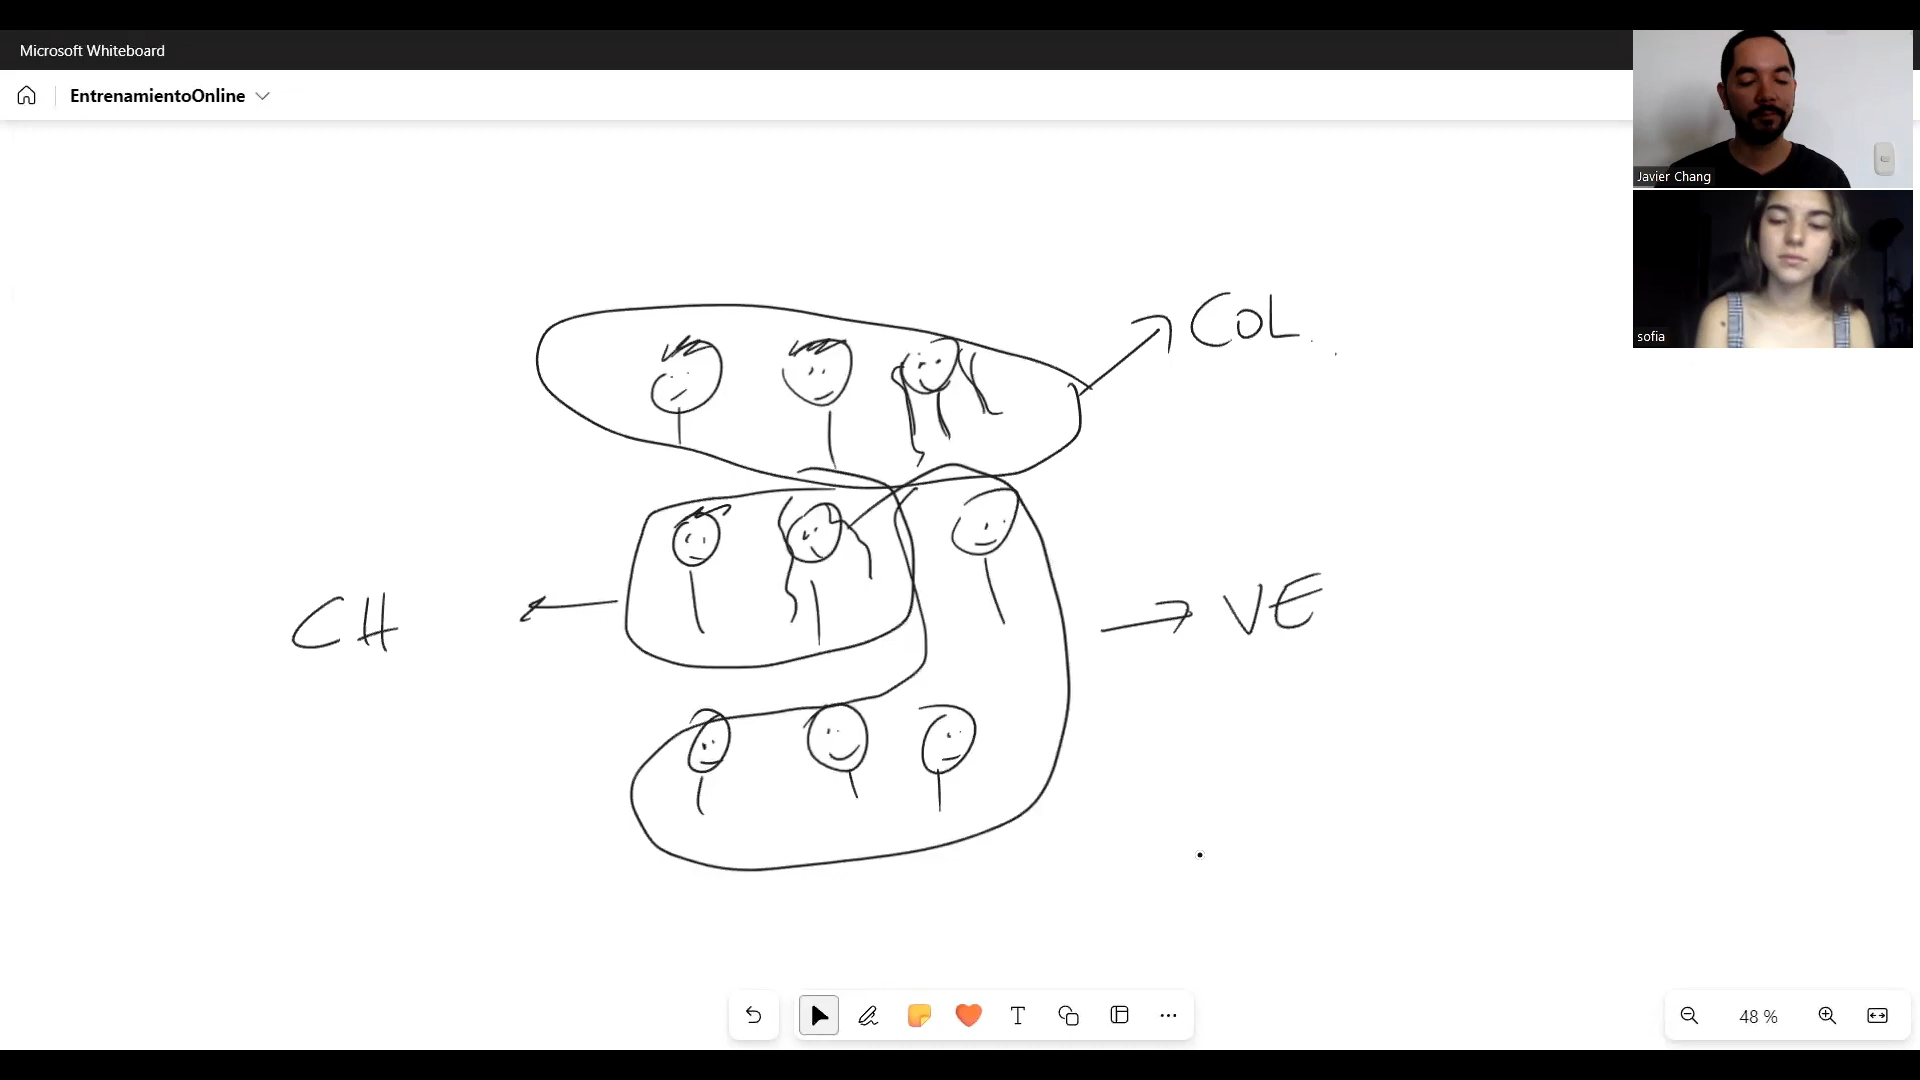 Microsoft Whiteboard
EntrenamientoOnline
Javier Chang
sofia
COL
CH
VE
48 %